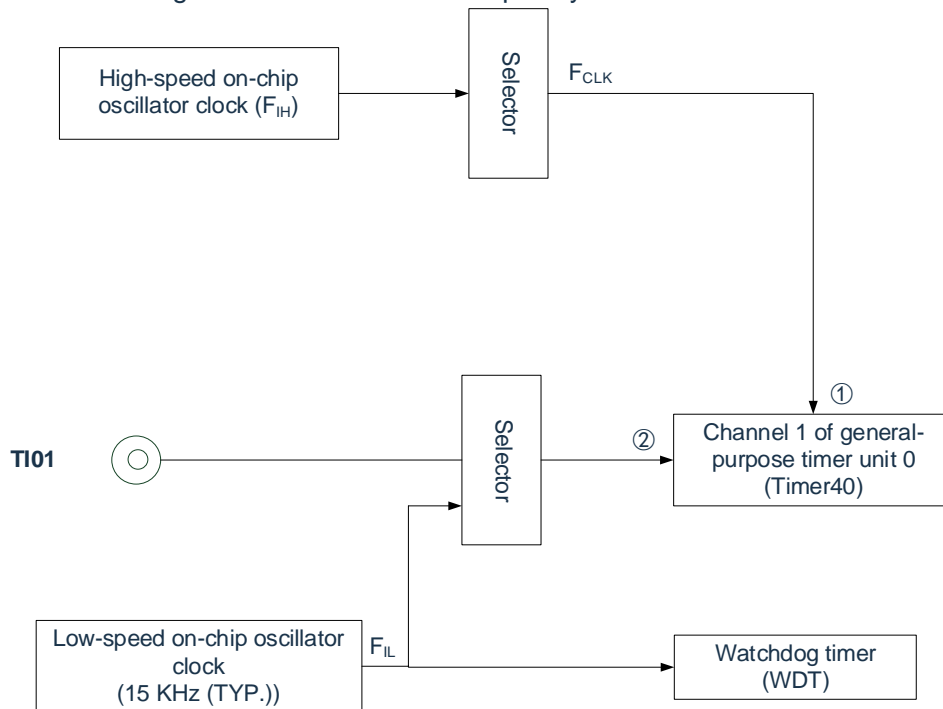 High-speed on-chip
oscillator clock (FIH)
Selector
FCLK
①
TI01
Selector
②
Channel 1 of general-
purpose timer unit 0
(Timer40)
Low-speed on-chip oscillator
clock
(15 KHz (TYP.))
FIL
Watchdog timer
(WDT)